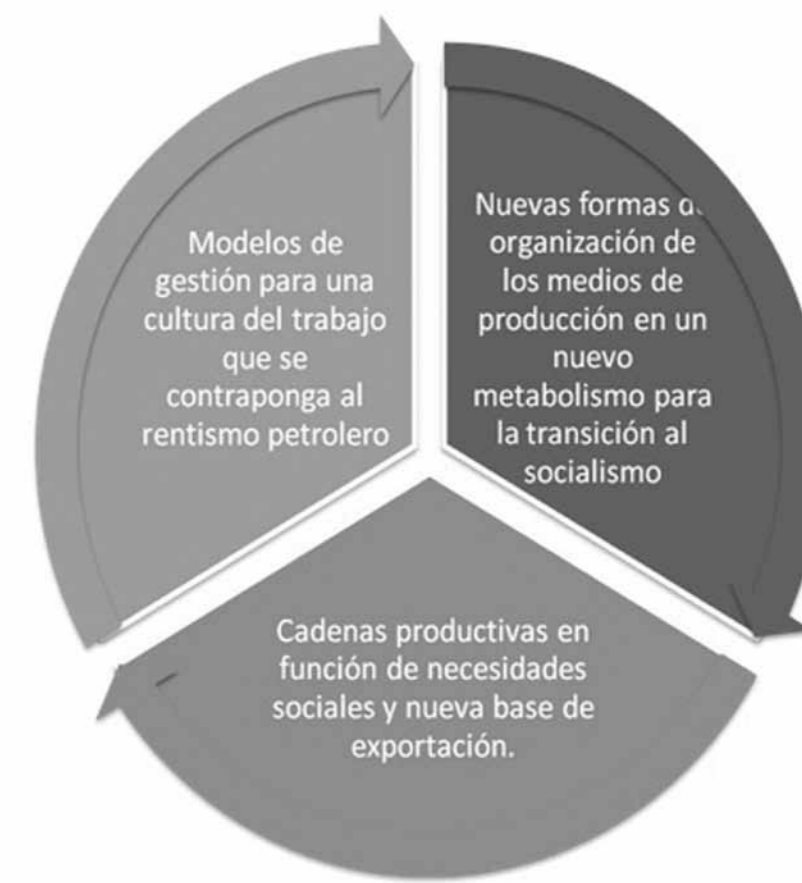 Modelos de
gestión para una
cultura del trabajo
que se
contraponga al
rentismo petrolero
Nuevas formas
organización de
los medios de
producción en un
nuevo
metabolismo para
la transición al
socialismo
Cadenas productivas en
función de necesidades
sociales y nueva base de
exportación.